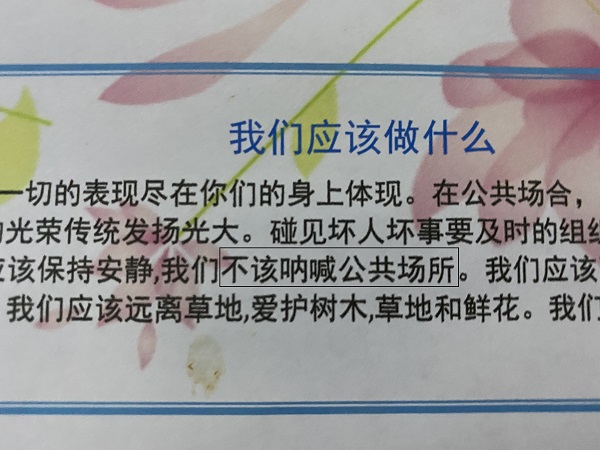 我们应该做什么
一切的表现尽在你们的身上体现。在公共场合，
的光荣传统发扬光大。碰见坏人坏事要及时的组织
应该保持安静,我们不该呐喊公共场所。我们应该
我们应该远离草地,爱护树木,草地和鲜花。我们